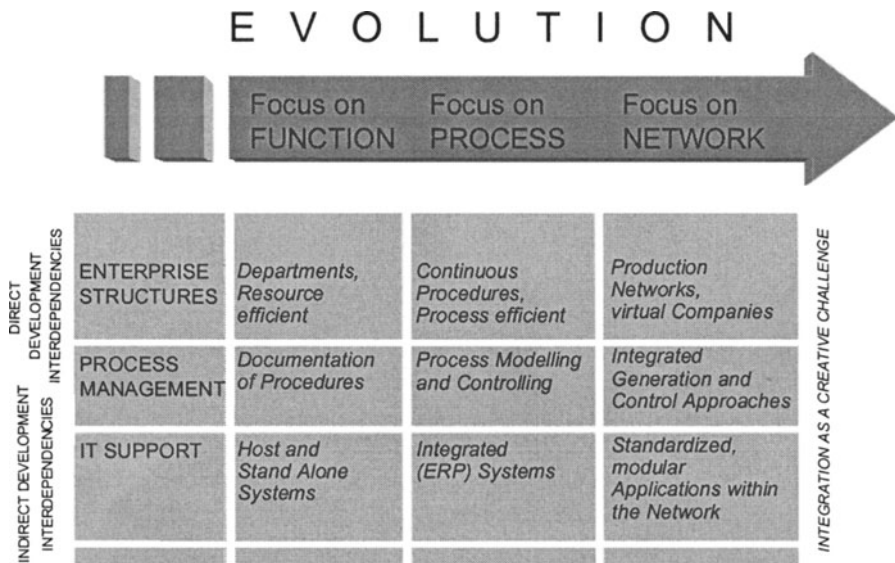 E V O L U T I O N
Focus on
FUNCTION
Focus on
PROCESS
Focus on
NETWORK
DIRECT
DEVELOPMENT
INTERDEPENDENCIES
ENTERPRISE
STRUCTURES
Departments,
Resource
efficient
Continuous
Procedures,
Process efficient
Production
Networks,
virtual Companies
PROCESS
MANAGEMENT
Documentation
of Procedures
Process Modelling
and Controlling
Integrated
Generation and
Control Approaches
INDIRECT DEVELOPMENT
INTERDEPENDENCIES
IT SUPPORT
Host and
Stand Alone
Systems
Integrated
(ERP) Systems
Standardized,
modular
Applications within
the Network
INTEGRATION AS A CREATIVE CHALLENGE